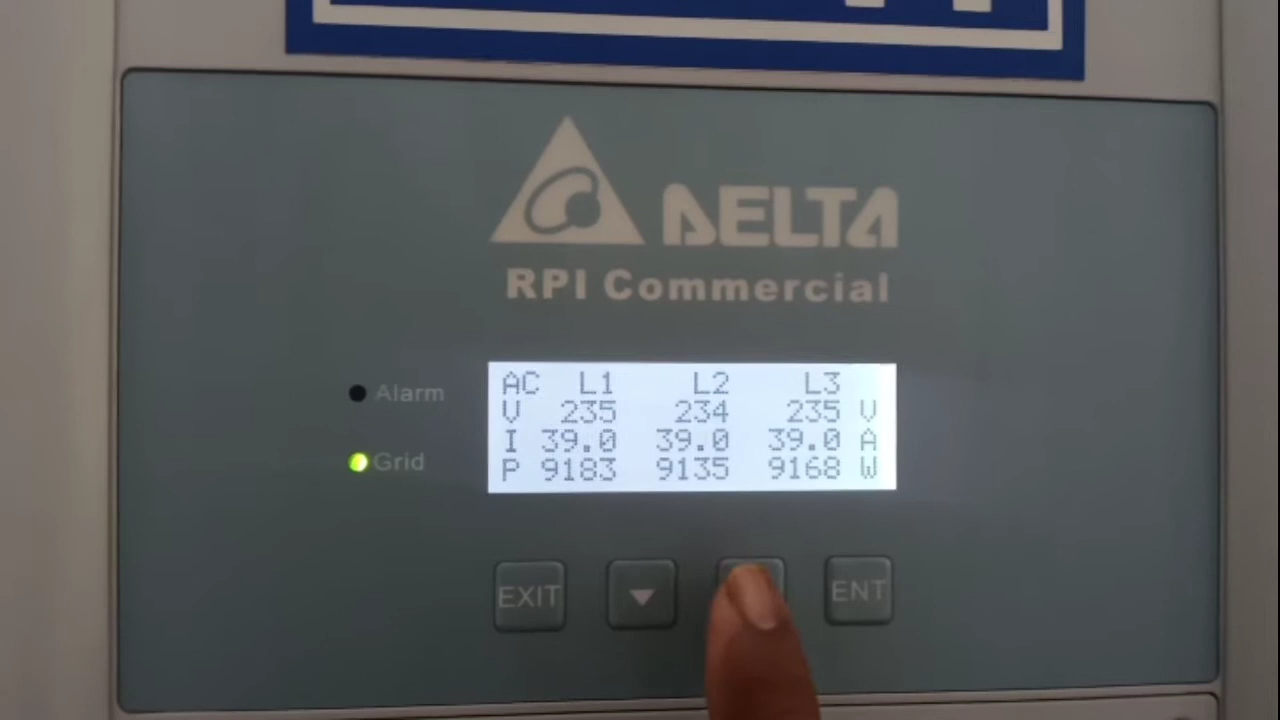 DELTA
RPI Commercial
AC L1 L2 L3
V 235 234 235 V
I 39.0 39.0 39.0 A
P 9183 9135 9168 W
Alarm
Grid
EXIT
ENT